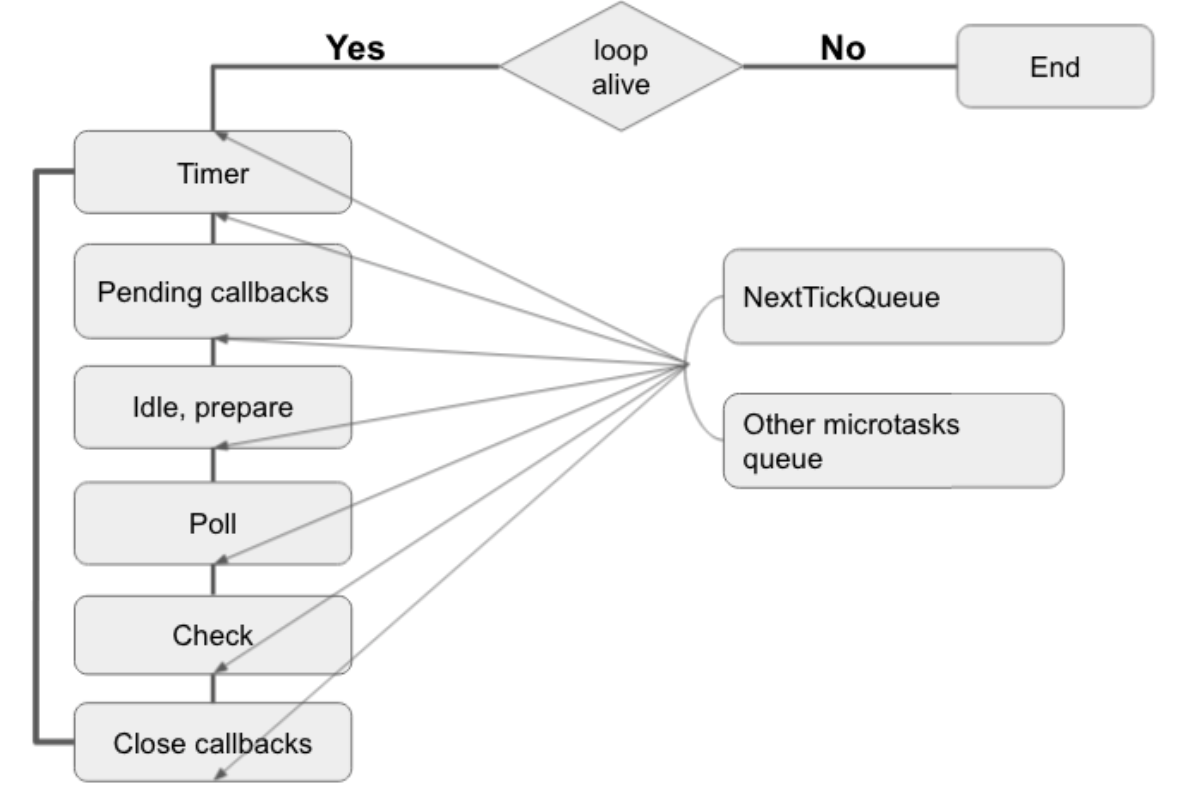 Yes
loop
alive
No
End
Timer
Pending callbacks
Idle, prepare
Poll
Check
Close callbacks
NextTickQueue
Other microtasks
queue